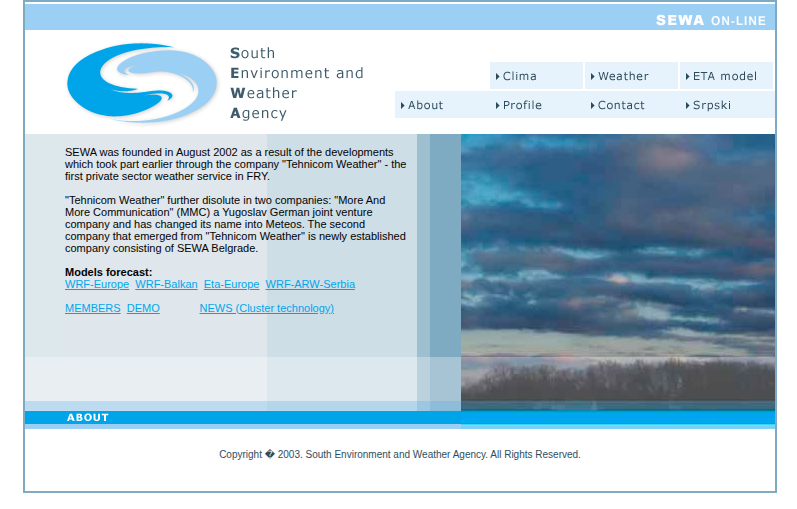 SEWA ON-LINE
South
Environment and
Weather
Agency
Clima Weather ETA model
About Profile Contact Srpski
SEWA was founded in August 2002 as a result of the developments
which took part earlier through the company "Tehnicom Weather" - the
first private sector weather service in FRY.
"Tehnicom Weather" further disolute in two companies: "More And
More Communication" (MMC) a Yugoslav German joint venture
company and has changed its name into Meteos. The second
company that emerged from "Tehnicom Weather" is newly established
company consisting of SEWA Belgrade.
Models forecast:
WRF-Europe WRF-Balkan Eta-Europe WRF-ARW-Serbia
MEMBERS DEMO NEWS (Cluster technology)
ABOUT
Copyright � 2003. South Environment and Weather Agency. All Rights Reserved.